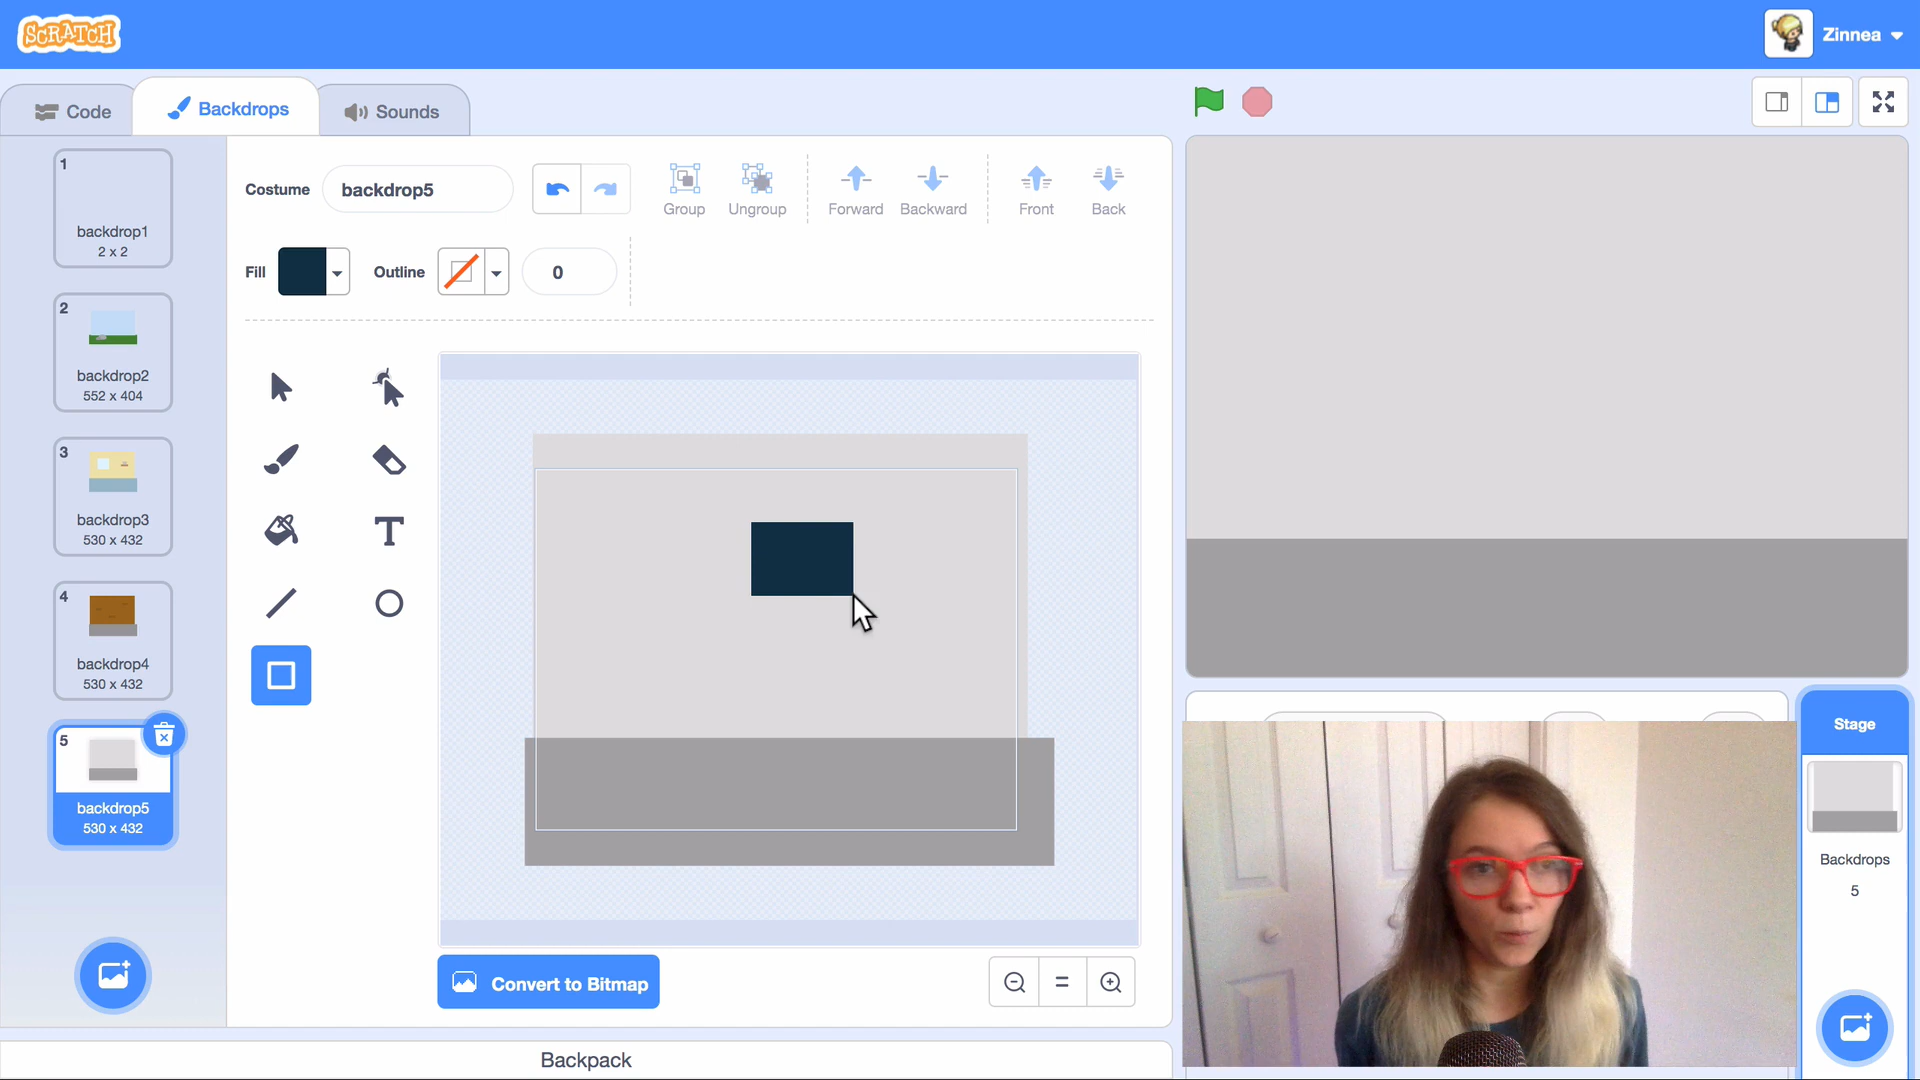 SCRATCH
Zinnea
Code
Backdrops
Sounds
1
backdrop1
2 x 2
2
backdrop2
552 x 404
3
backdrop3
530 x 432
4
backdrop4
530 x 432
5
backdrop5
530 x 432
Costume
backdrop5
Group
Ungroup
Forward
Backward
Front
Back
Fill
Outline
0
T
Convert to Bitmap
Backpack
Stage
Backdrops
5